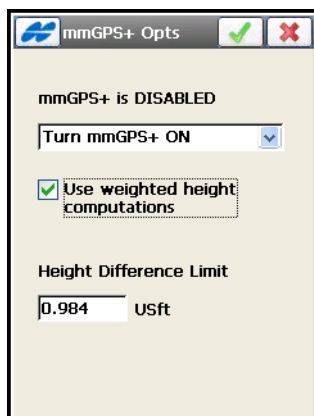 mmGPS+ Opts
mmGPS+ is DISABLED
Turn mmGPS+ ON
Use weighted height
computations
Height Difference Limit
0.984 USft